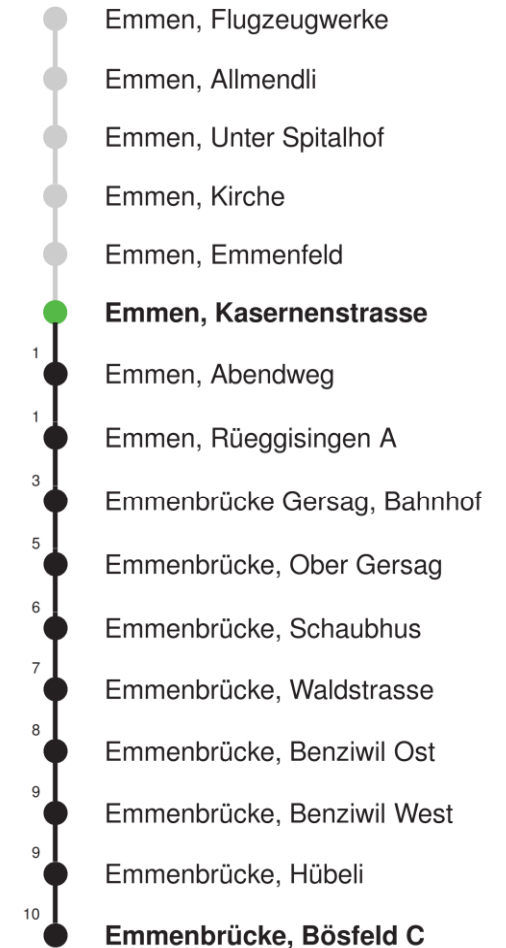 Emmen, Flugzeugwerke
Emmen, Allmendli
Emmen, Unter Spitalhof
Emmen, Kirche
Emmen, Emmenfeld
Emmen, Kasernenstrasse
1 Emmen, Abendweg
1 Emmen, Rüeggisingen A
3 Emmenbrücke Gersag, Bahnhof
5 Emmenbrücke, Ober Gersag
6 Emmenbrücke, Schaubhus
7 Emmenbrücke, Waldstrasse
8 Emmenbrücke, Benziwil Ost
9 Emmenbrücke, Benziwil West
9 Emmenbrücke, Hübeli
10 Emmenbrücke, Bösfeld C